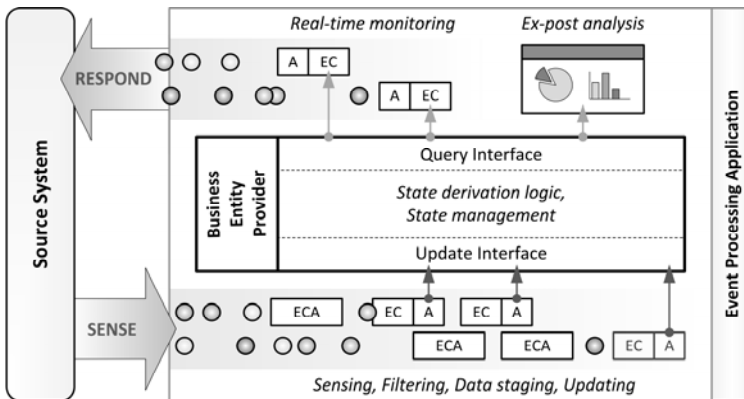 Source System
RESPOND
SENSE
Real-time monitoring
Ex-post analysis
A EC
A EC
Business
Entity
Provider
Query Interface
State derivation logic,
State management
Update Interface
ECA EC A EC A
ECA ECA EC A
Sensing, Filtering, Data staging, Updating
Event Processing Application